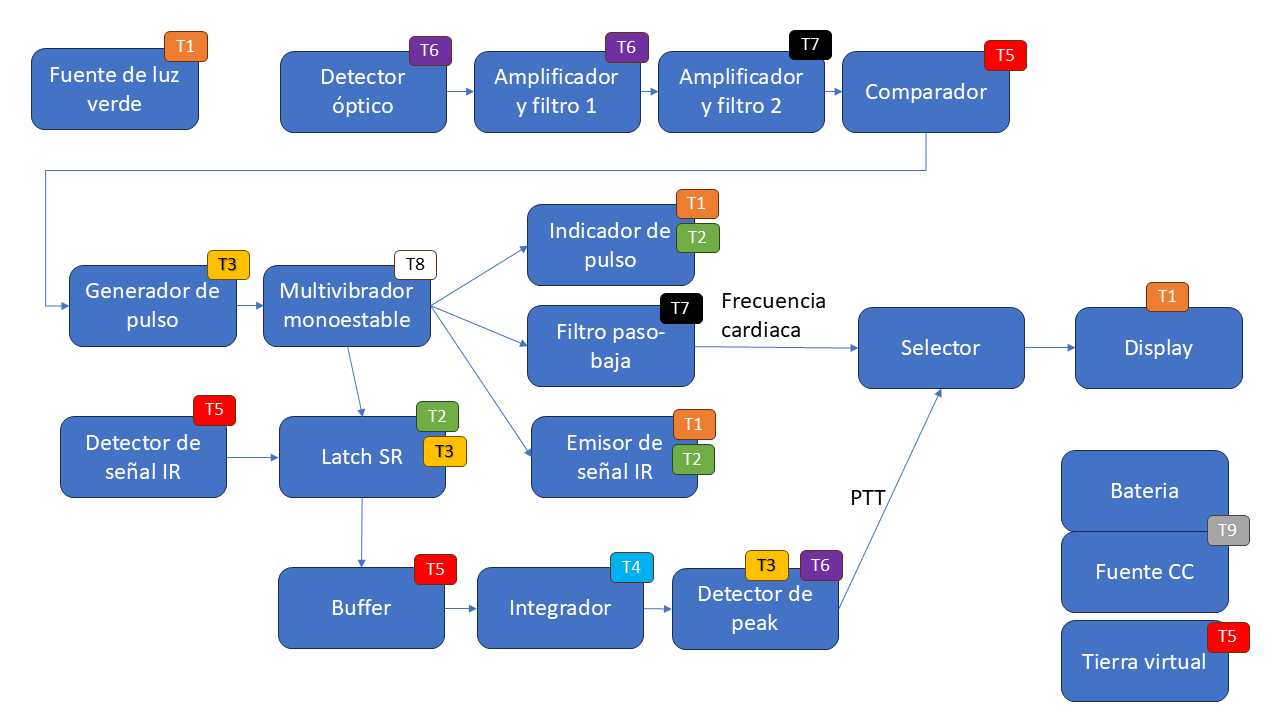 T1
Fuente de luz
verde
T6
Detector
óptico
T6
Amplificador
y filtro 1
T7
Amplificador
y filtro 2
T5
Comparador
T3
Generador de
pulso
T8
Multivibrador
monoestable
T1
T2
Indicador de
pulso
T7
Filtro paso-
baja
Frecuencia
cardiaca
Selector
T1
Display
T5
Detector de
señal IR
T2
T3
Latch SR
T1
T2
Emisor de
señal IR
PTT
T5
Buffer
T4
Integrador
T3
T6
Detector de
peak
Bateria
T9
Fuente CC
T5
Tierra virtual